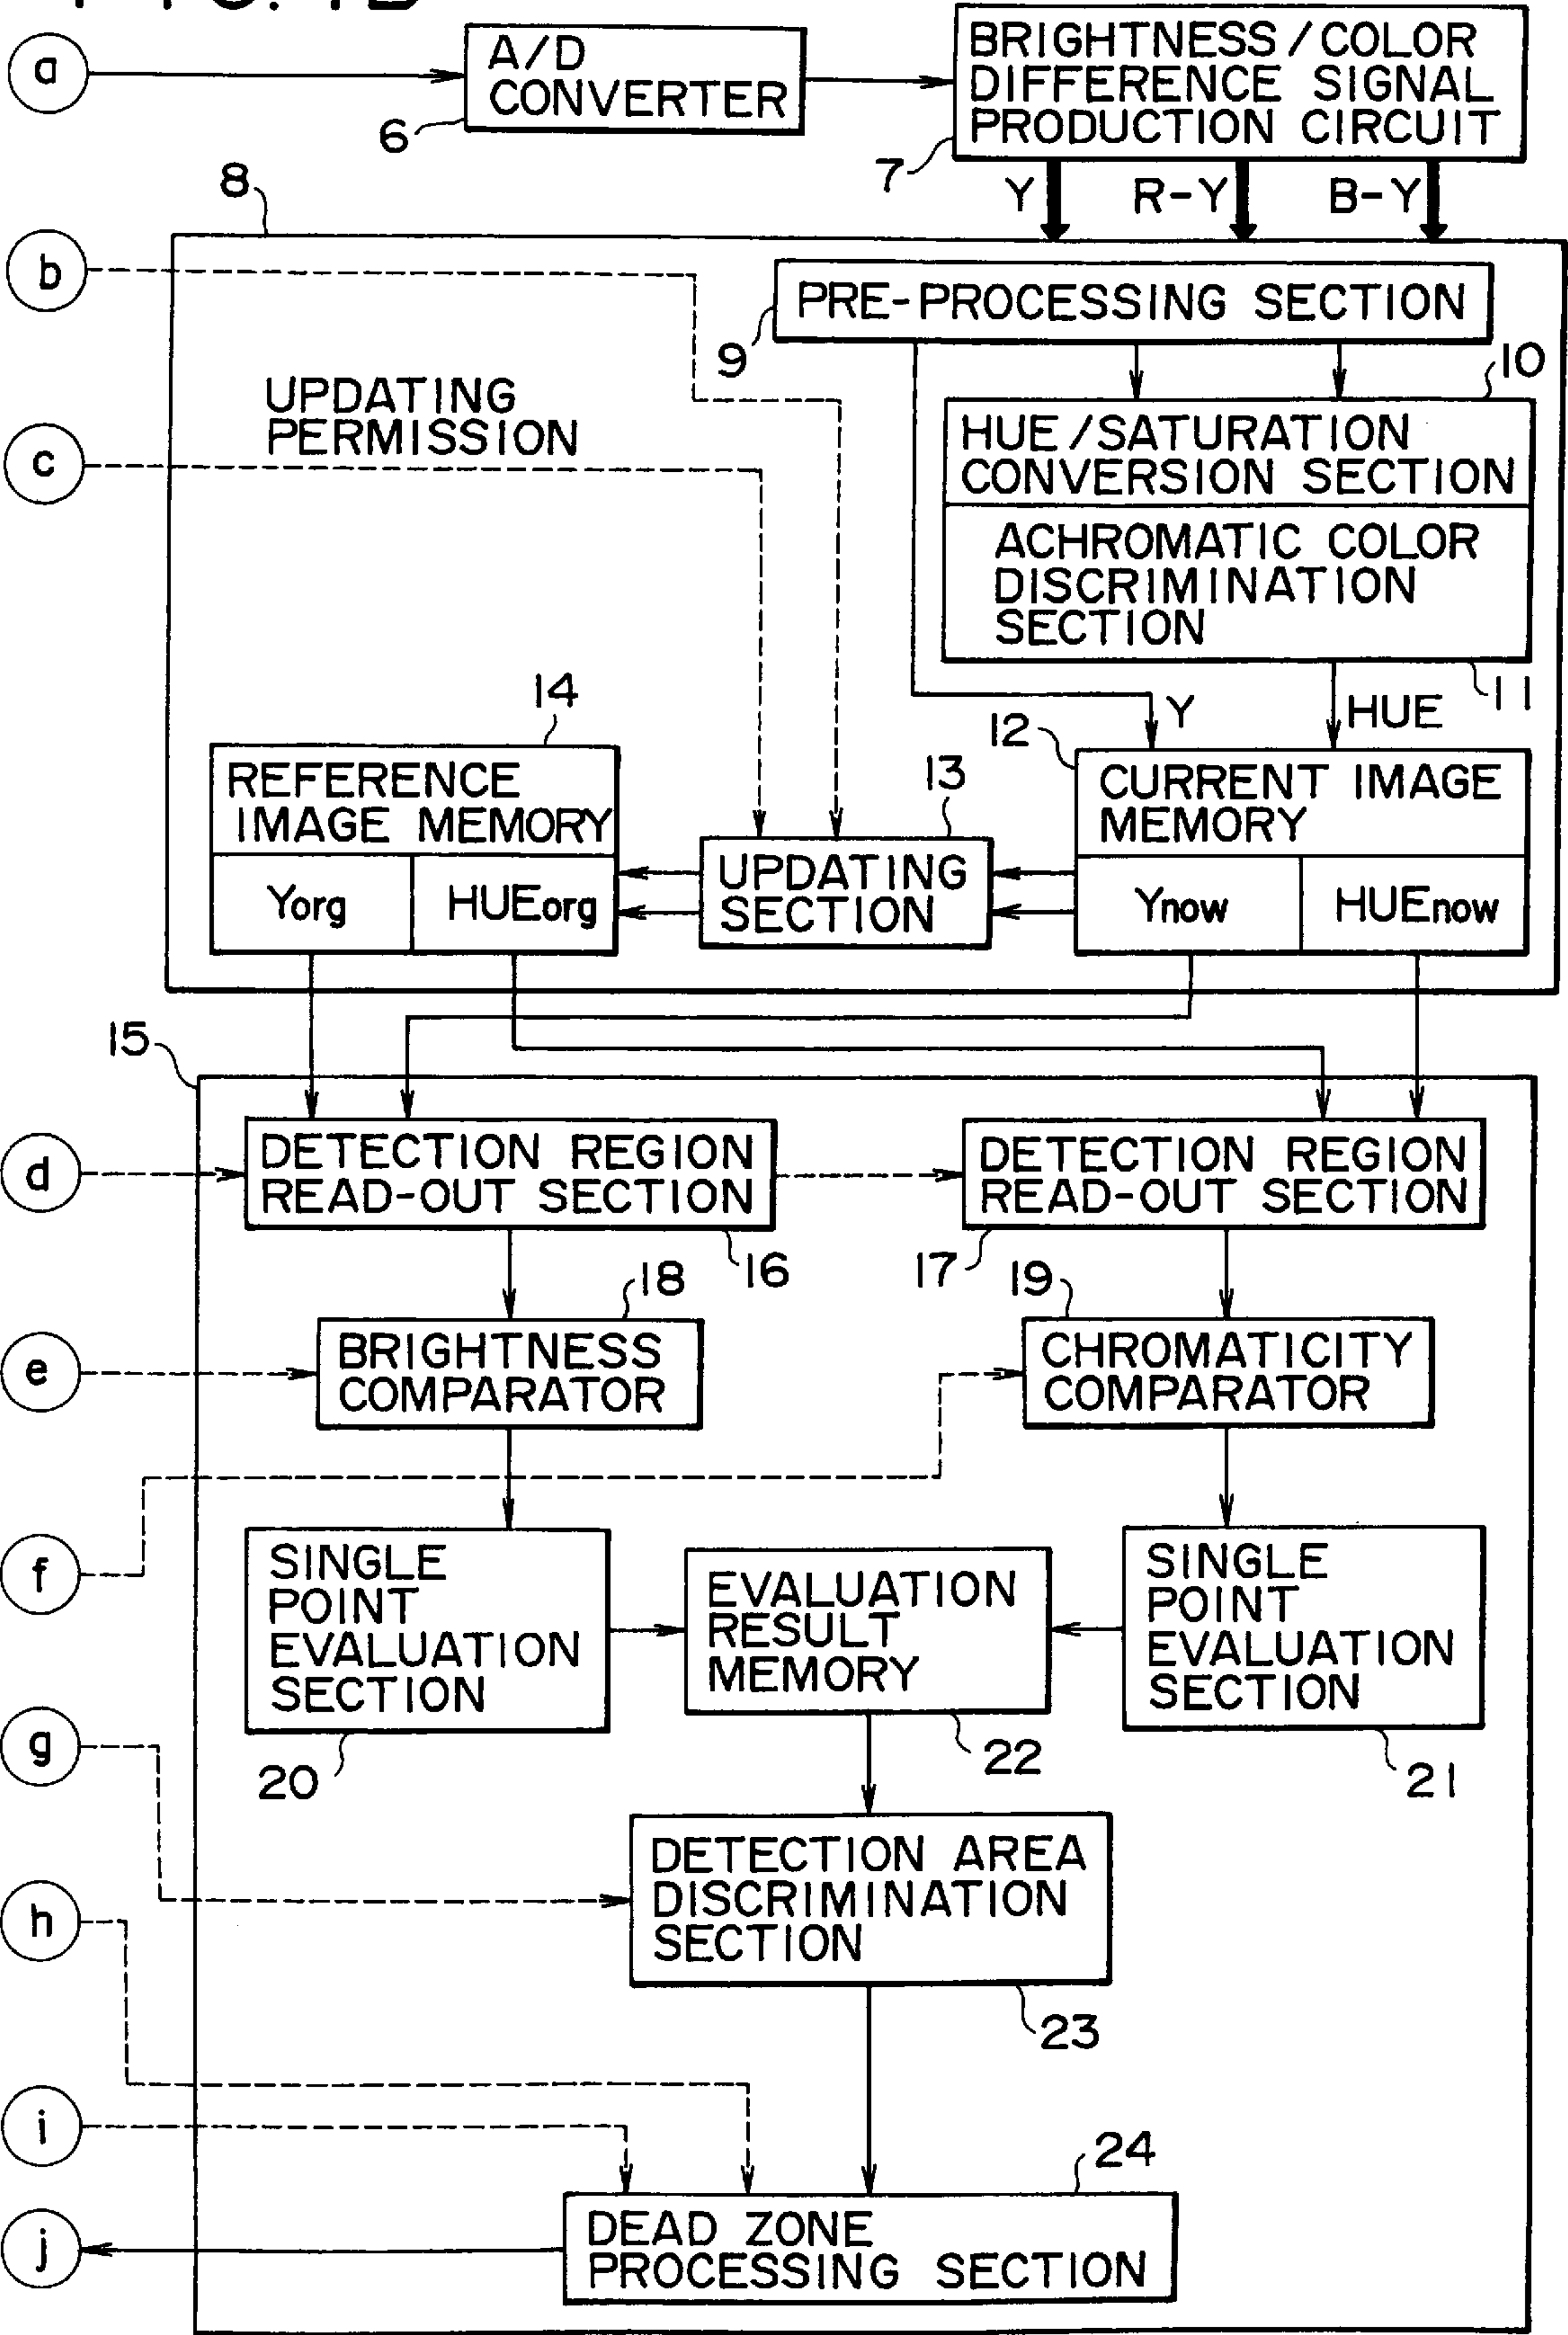 a
A/D
CONVERTER
6
BRIGHTNESS/COLOR
DIFFERENCE SIGNAL
PRODUCTION CIRCUIT
7
Y
R-Y
B-Y
8
b
PRE-PROCESSING SECTION
9
10
UPDATING
PERMISSION
c
HUE/SATURATION
CONVERSION SECTION
ACHROMATIC COLOR
DISCRIMINATION
SECTION
11
Y
HUE
14
12
13
REFERENCE
IMAGE MEMORY
Yorg
HUEorg
UPDATING
SECTION
CURRENT IMAGE
MEMORY
Ynow
HUEnow
15
d
DETECTION REGION
READ-OUT SECTION
16
DETECTION REGION
READ-OUT SECTION
17
18
19
e
BRIGHTNESS
COMPARATOR
CHROMATICITY
COMPARATOR
f
SINGLE
POINT
EVALUATION
SECTION
20
EVALUATION
RESULT
MEMORY
22
SINGLE
POINT
EVALUATION
SECTION
21
g
DETECTION AREA
DISCRIMINATION
SECTION
23
h
i
24
j
DEAD ZONE
PROCESSING SECTION